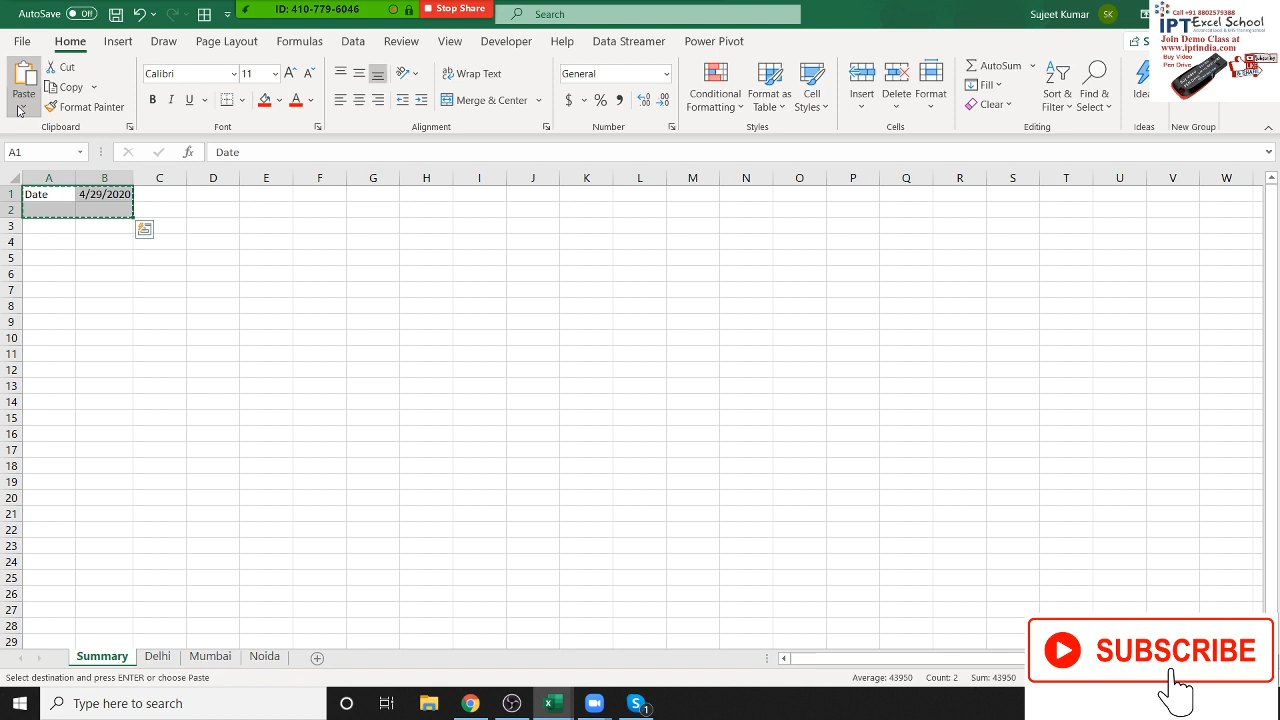 AutoSave Off
ID: 410-779-6046
Stop Share
Search
Sujeet Kumar
SK
Call +91 8802579388
IPT Excel School
Join Demo Class at
www.iptindia.com
Buy Video
Pen Drive
File Home Insert Draw Page Layout Formulas Data Review View Developer Help Data Streamer Power Pivot
Paste
Cut
Copy
Format Painter
Calibri 11
B I U
Wrap Text
Merge & Center
General
$ % ,
Conditional Formatting
Format as Table
Cell Styles
Insert Delete Format
AutoSum
Fill
Clear
Sort & Filter
Find & Select
Ideas
Clipboard Font Alignment Number Styles Cells Editing Ideas New Group
A1 fx Date
A B C D E F G H I J K L M N O P Q R S T U V W
1 Date 4/29/2020
2
3
4
5
6
7
8
9
10
11
12
13
14
15
16
17
18
19
20
21
22
23
24
25
26
27
28
29
SUBSCRIBE
Summary Delhi Mumbai Noida
Select destination and press ENTER or choose Paste Average: 43950 Count: 2 Sum: 43950
Type here to search
1